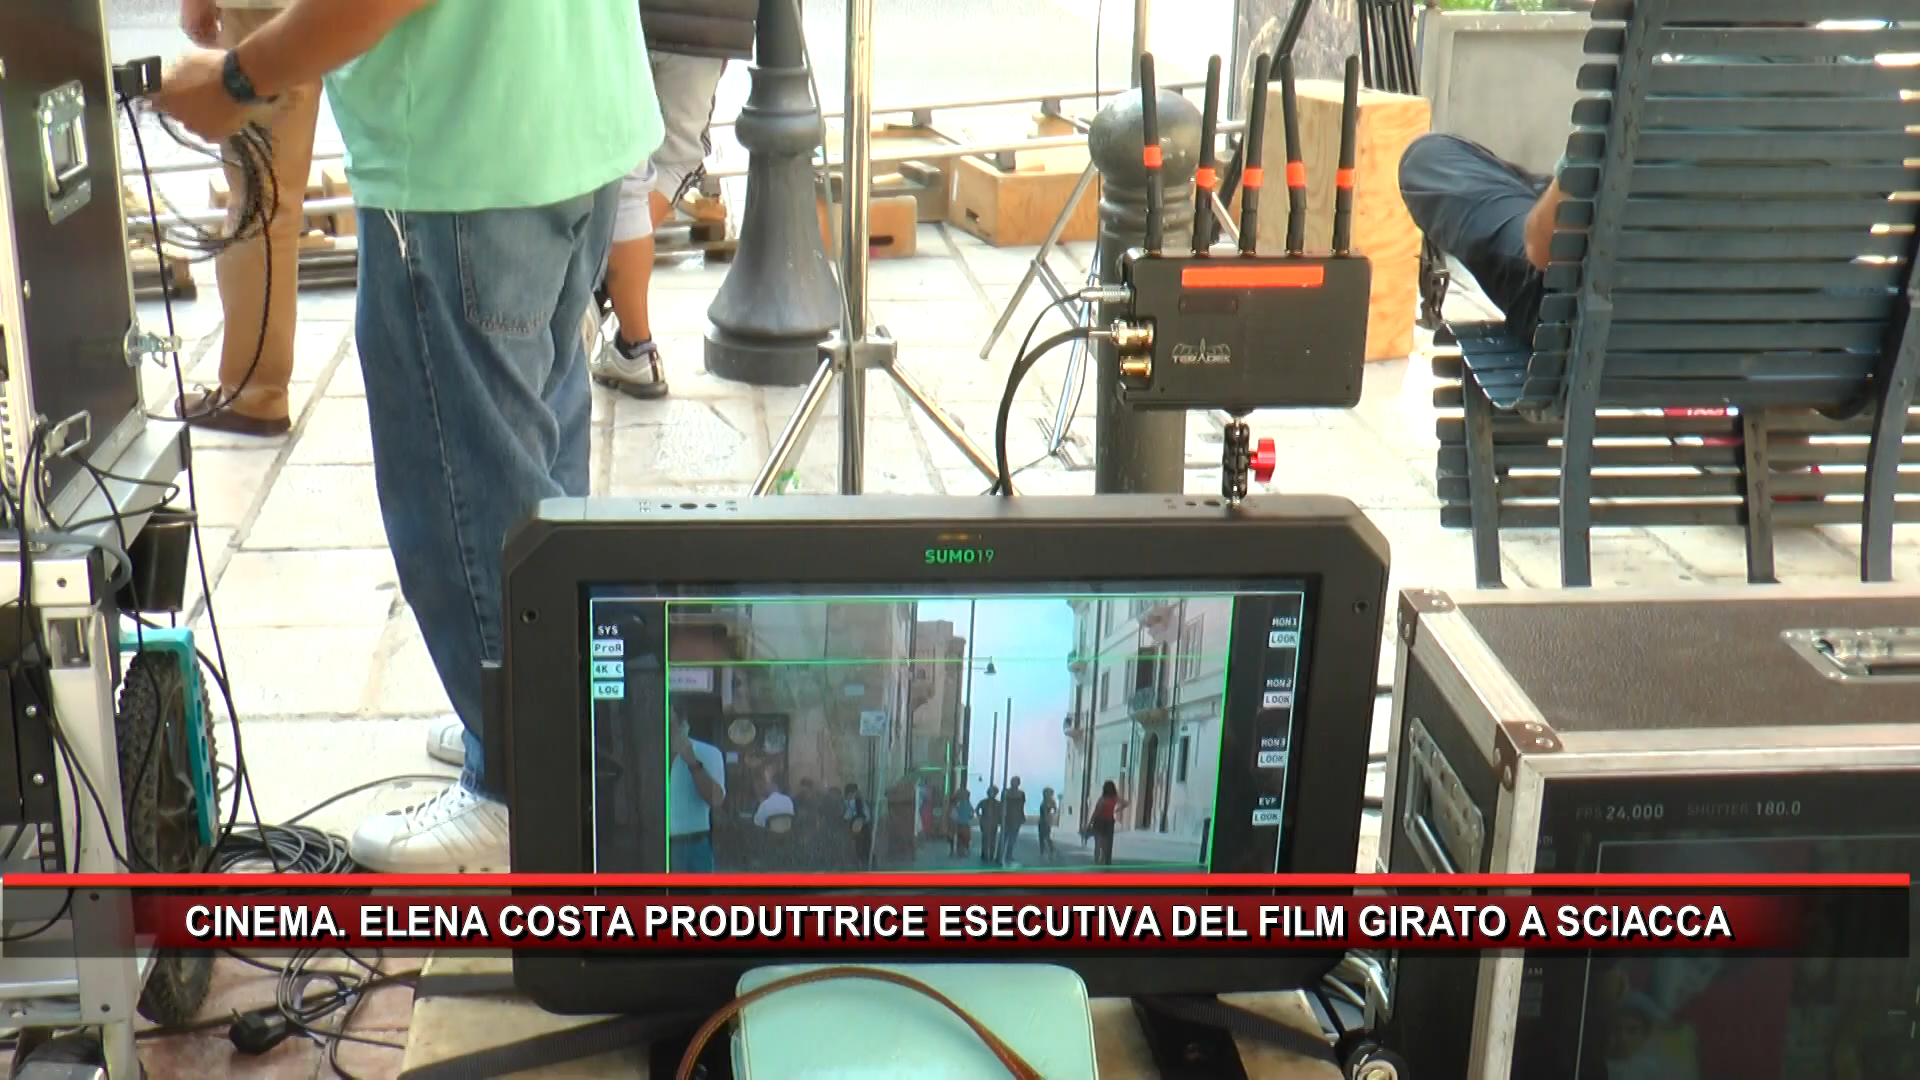 TERADEK
SUMO19
SYS
ProR
4K C
LOG
MON1
LOOK
MON2
LOOK
MON3
LOOK
EVF
LOOK
FPS 24.000 SHUTTER 180.0
CINEMA. ELENA COSTA PRODUTTRICE ESECUTIVA DEL FILM GIRATO A SCIACCA